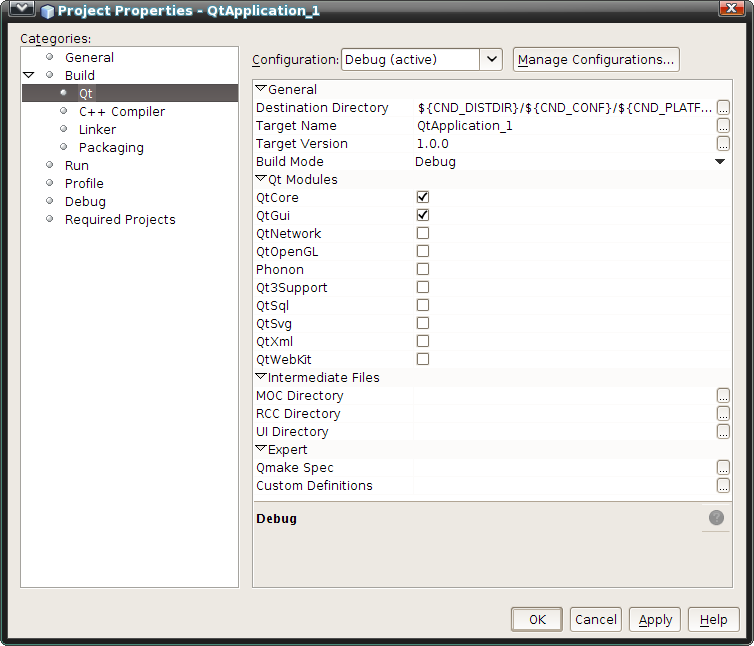 Project Properties - QtApplication_1
Categories:
General
Build
Qt
C++ Compiler
Linker
Packaging
Run
Profile
Debug
Required Projects
Configuration: Debug (active) Manage Configurations...
General
Destination Directory ${CND_DISTDIR}/${CND_CONF}/${CND_PLATF... ...
Target Name QtApplication_1 ...
Target Version 1.0.0 ...
Build Mode Debug
Qt Modules
QtCore
QtGui
QtNetwork
QtOpenGL
Phonon
Qt3Support
QtSql
QtSvg
QtXml
QtWebKit
Intermediate Files
MOC Directory ...
RCC Directory ...
UI Directory ...
Expert
Qmake Spec ...
Custom Definitions ...
Debug ?
OK Cancel Apply Help